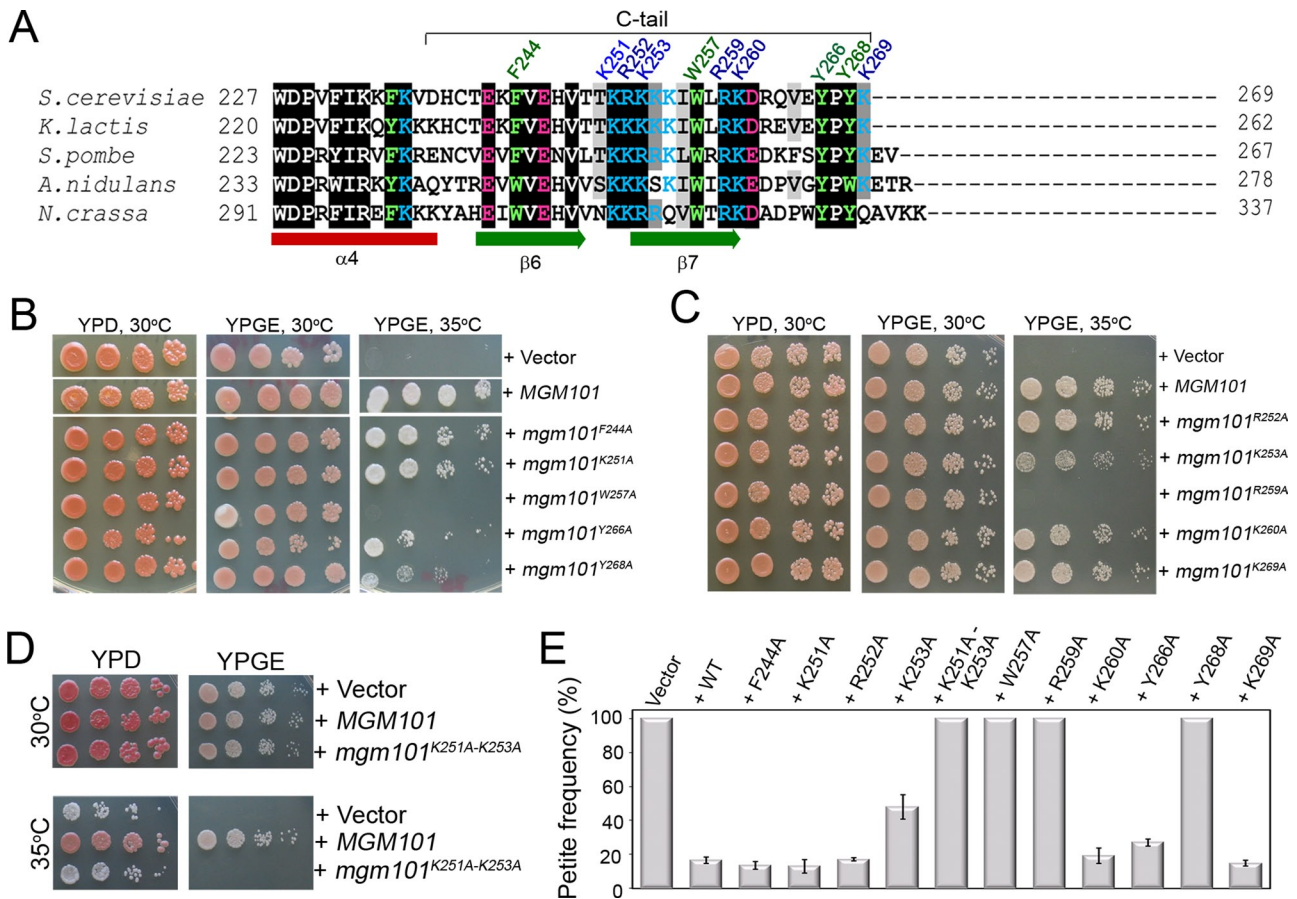 A
C-tail
F244 K251 R252 K253 W257 R259 K260 Y266 Y268 K269
S.cerevisiae 227 WDPVFIKKFKVDHCTEKFVEHVTTKRKKKIWLRKDRQVEYPYK---------------- 269
K.lactis 220 WDPVFIKQYKKKHCTEKFVEHVTTKKKKKIWLRKDREVEYPYK---------------- 262
S.pombe 223 WDPRYIRVFKRENCVEVFVENVLTKKRRKLWRRKEDKFSYPYKEV-------------- 267
A.nidulans 233 WDPRWIRKYKAQYTREVWVEHVVSKKKSKIWIREDPVGYPWKETR-------------- 278
N.crassa 291 WDPRFIREFKKKYAHEIWVEHVVNKKRRQVWTRKDADPWYPYQAVKK------------ 337
α4 β6 β7
B
YPD, 30°C YPGE, 30°C YPGE, 35°C
+ Vector
+ MGM101
+ mgm101F244A
+ mgm101K251A
+ mgm101W257A
+ mgm101Y266A
+ mgm101Y268A
C
YPD, 30°C YPGE, 30°C YPGE, 35°C
+ Vector
+ MGM101
+ mgm101R252A
+ mgm101K253A
+ mgm101R259A
+ mgm101K260A
+ mgm101K269A
D
YPD YPGE
30°C
+ Vector
+ MGM101
+ mgm101K251A-K253A
35°C
+ Vector
+ MGM101
+ mgm101K251A-K253A
E
Vector
+ WT
+ F244A
+ K251A
+ R252A
+ K253A
+ K251A -
K253A
+ W257A
+ R259A
+ K260A
+ Y266A
+ Y268A
+ K269A
Petite frequency (%)
100
80
60
40
20
0